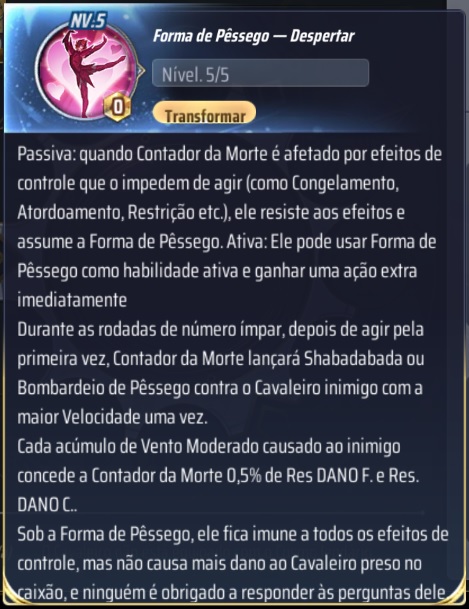 NV.5
Forma de Pêssego — Despertar
Nível. 5/5
0
Transformar
Passiva: quando Contador da Morte é afetado por efeitos de
controle que o impedem de agir (como Congelamento,
Atordoamento, Restrição etc.), ele resiste aos efeitos e
assume a Forma de Pêssego. Ativa: Ele pode usar Forma de
Pêssego como habilidade ativa e ganhar uma ação extra
imediatamente
Durante as rodadas de número ímpar, depois de agir pela
primeira vez, Contador da Morte lançará Shabadabada ou
Bombardeio de Pêssego contra o Cavaleiro inimigo com a
maior Velocidade uma vez.
Cada acúmulo de Vento Moderado causado ao inimigo
concede a Contador da Morte 0,5% de Res DANO F. e Res.
DANO C..
Sob a Forma de Pêssego, ele fica imune a todos os efeitos de
controle, mas não causa mais dano ao Cavaleiro preso no
caixão, e ninguém é obrigado a responder às perguntas dele